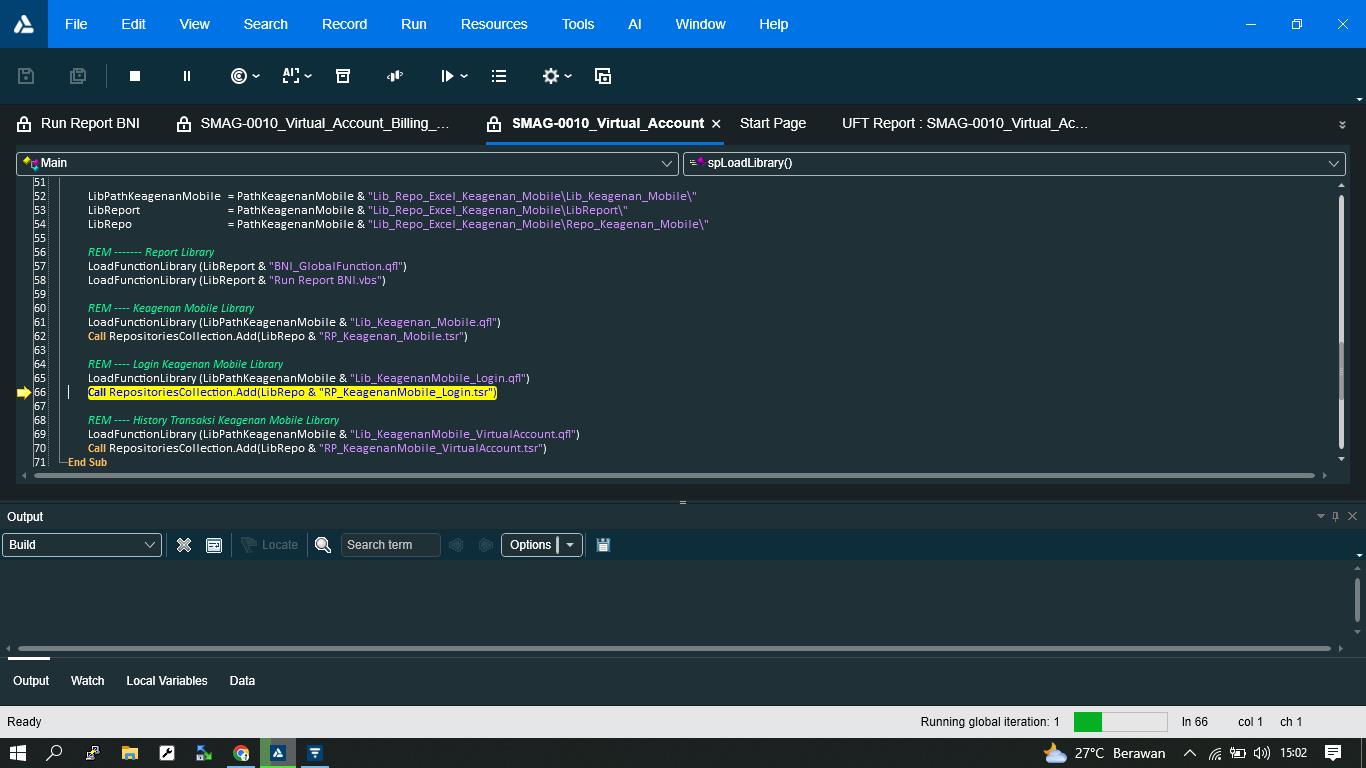 File Edit View Search Record Run Resources Tools AI Window Help
Run Report BNI SMAG-0010_Virtual_Account_Billing_... SMAG-0010_Virtual_Account Start Page UFT Report : SMAG-0010_Virtual_Ac...
Main spLoadLibrary()
51
52 LibPathKeagenanMobile = PathKeagenanMobile & "Lib_Repo_Excel_Keagenan_Mobile\Lib_Keagenan_Mobile\"
53 LibReport = PathKeagenanMobile & "Lib_Repo_Excel_Keagenan_Mobile\LibReport\"
54 LibRepo = PathKeagenanMobile & "Lib_Repo_Excel_Keagenan_Mobile\Repo_Keagenan_Mobile\"
55
56 REM ------- Report Library
57 LoadFunctionLibrary (LibReport & "BNI_GlobalFunction.qfl")
58 LoadFunctionLibrary (LibReport & "Run Report BNI.vbs")
59
60 REM ---- Keagenan Mobile Library
61 LoadFunctionLibrary (LibPathKeagenanMobile & "Lib_Keagenan_Mobile.qfl")
62 Call RepositoriesCollection.Add(LibRepo & "RP_Keagenan_Mobile.tsr")
63
64 REM ---- Login Keagenan Mobile Library
65 LoadFunctionLibrary (LibPathKeagenanMobile & "Lib_KeagenanMobile_Login.qfl")
66 Call RepositoriesCollection.Add(LibRepo & "RP_KeagenanMobile_Login.tsr")
67
68 REM ---- History Transaksi Keagenan Mobile Library
69 LoadFunctionLibrary (LibPathKeagenanMobile & "Lib_KeagenanMobile_VirtualAccount.qfl")
70 Call RepositoriesCollection.Add(LibRepo & "RP_KeagenanMobile_VirtualAccount.tsr")
71 End Sub
Output
Build Locate Search term Options
Output Watch Local Variables Data
Ready Running global iteration: 1 ln 66 col 1 ch 1
27°C Berawan 15:02